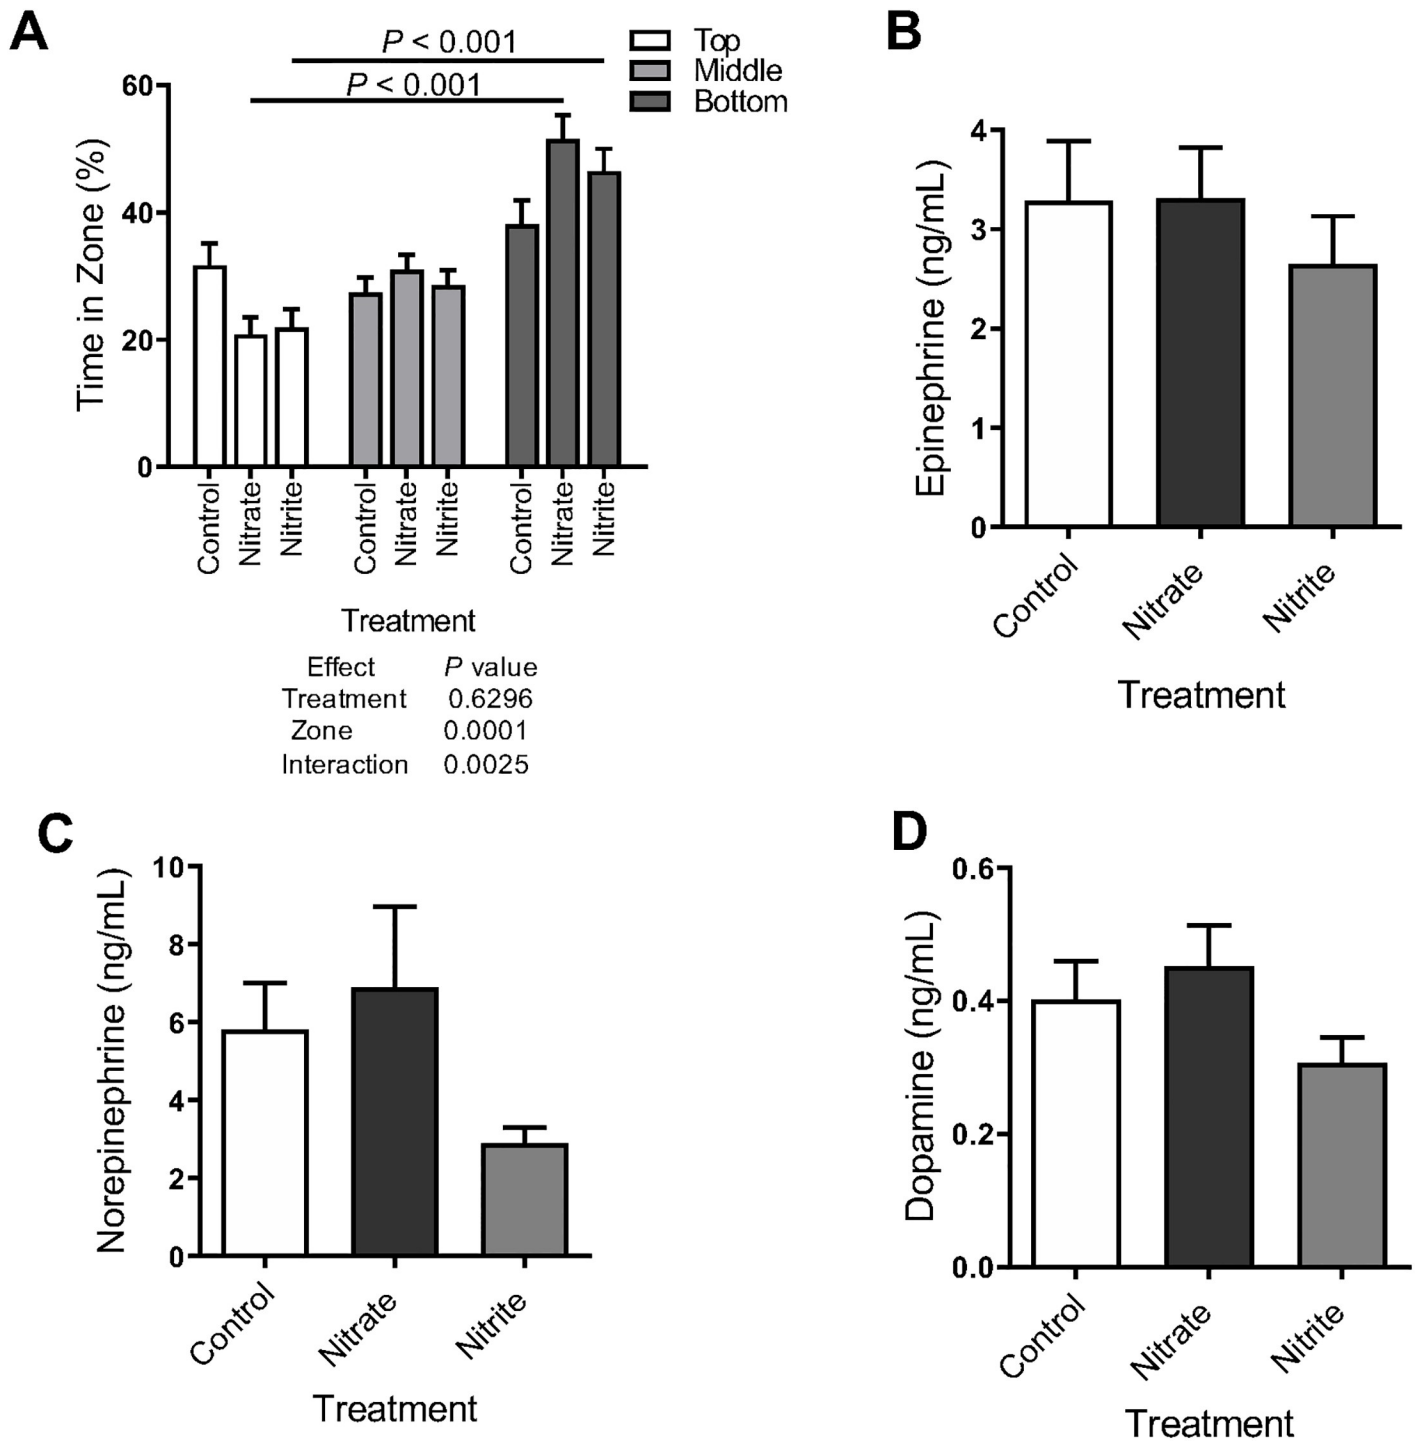 A
P < 0.001
P < 0.001
Top
Middle
Bottom
Time in Zone (%)
60
40
20
0
Control
Nitrate
Nitrite
Control
Nitrate
Nitrite
Control
Nitrate
Nitrite
Treatment
Effect P value
Treatment 0.6296
Zone 0.0001
Interaction 0.0025
B
Epinephrine (ng/mL)
4
3
2
1
0
Control
Nitrate
Nitrite
Treatment
C
Norepinephrine (ng/mL)
10
8
6
4
2
0
Control
Nitrate
Nitrite
Treatment
D
Dopamine (ng/mL)
0.6
0.4
0.2
0.0
Control
Nitrate
Nitrite
Treatment